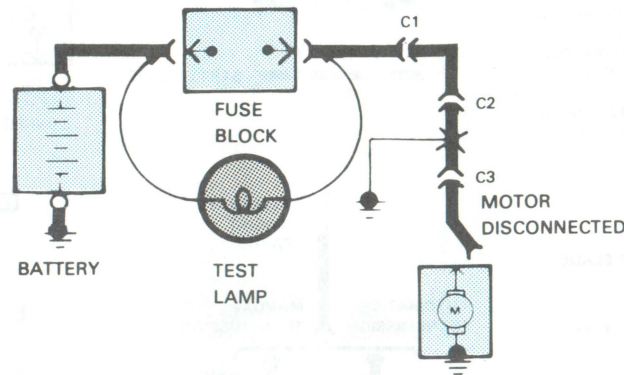 C1
FUSE
BLOCK
C2
C3
MOTOR
DISCONNECTED
BATTERY
TEST
LAMP
M